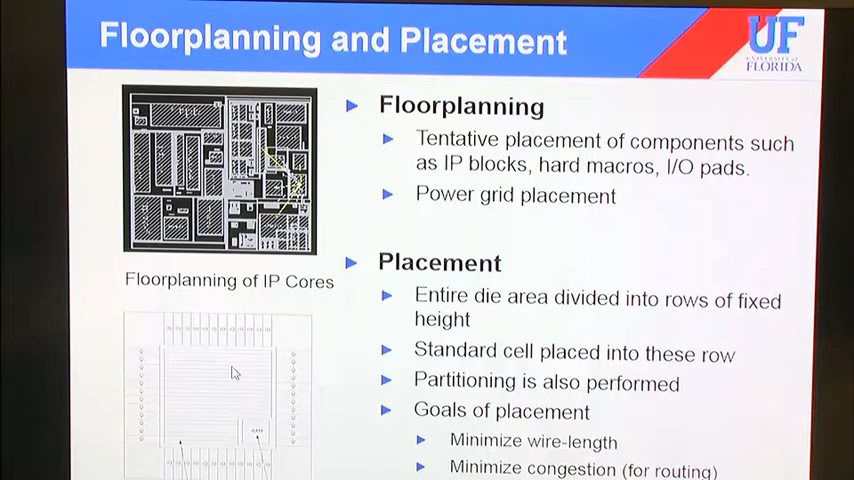 Floorplanning and Placement
UF
UNIVERSITY of
FLORIDA
Floorplanning
Tentative placement of components such
as IP blocks, hard macros, I/O pads.
Power grid placement
Floorplanning of IP Cores
Placement
Entire die area divided into rows of fixed
height
Standard cell placed into these row
Partitioning is also performed
Goals of placement
Minimize wire-length
Minimize congestion (for routing)